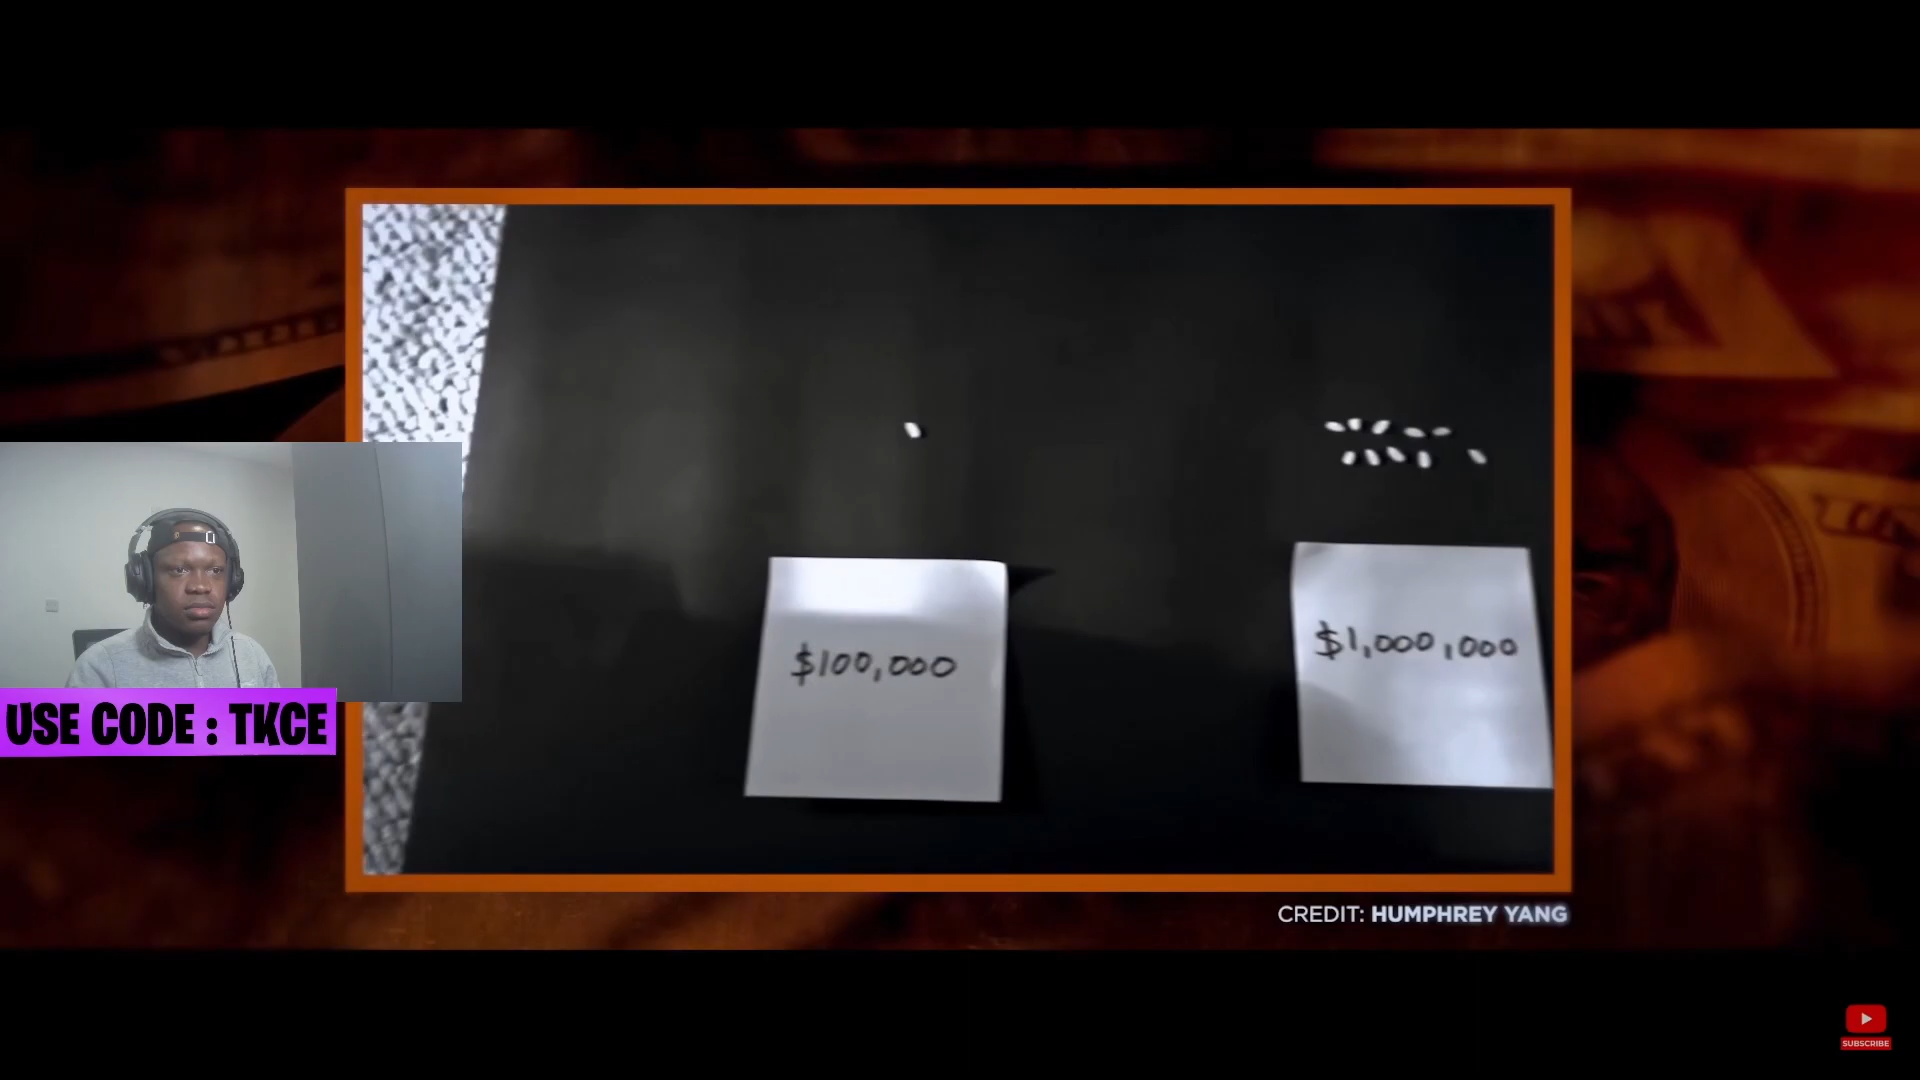 $100,000
$1,000,000
USE CODE : TKCE
CREDIT: HUMPHREY YANG
SUBSCRIBE